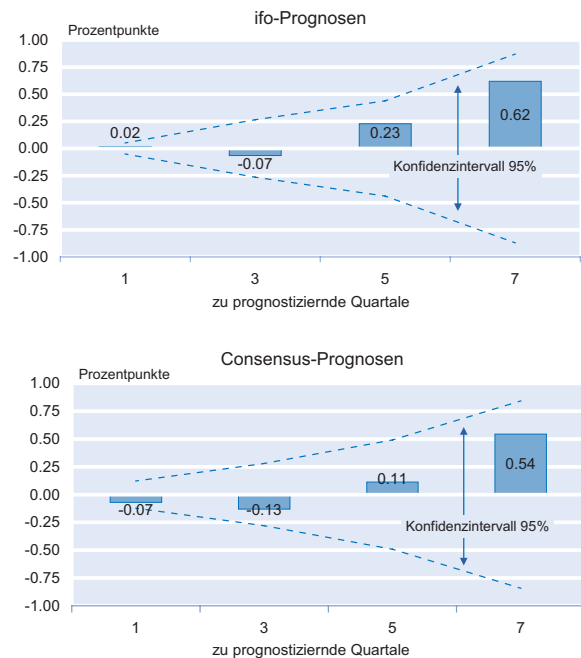 ifo-Prognosen
Prozentpunkte
1.00
0.75
0.50
0.25
0.00
-0.25
-0.50
-0.75
-1.00
0.02
-0.07
0.23
0.62
Konfidenzintervall 95%
1 3 5 7
zu prognostiziernde Quartale
Consensus-Prognosen
Prozentpunkte
1.00
0.75
0.50
0.25
0.00
-0.25
-0.50
-0.75
-1.00
-0.07
-0.13
0.11
0.54
Konfidenzintervall 95%
1 3 5 7
zu prognostiziernde Quartale